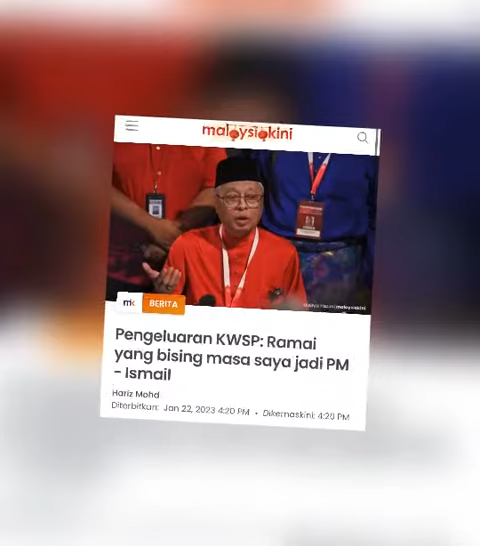 malaysiakini
mk BERITA
Pengeluaran KWSP: Ramai
yang bising masa saya jadi PM
- Ismail
Hariz Mohd
Diterbitkan: Jan 22, 2023 4:20 PM • Dikemaskini: 4:20 PM